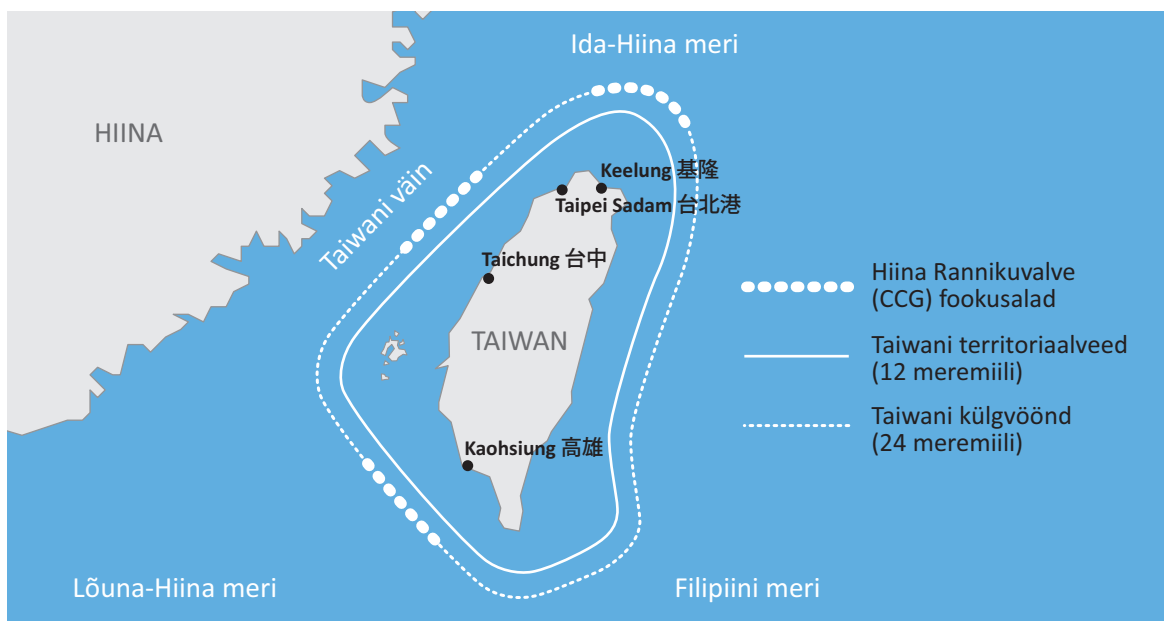 Ida-Hiina meri
HIINA
Taiwani väin
Keelung 基隆
Taipei Sadam 台北港
Taichung 台中
TAIWAN
Kaohsiung 高雄
Lõuna-Hiina meri
Filipiini meri
Hiina Rannikuvalve
(CCG) fookusalad
Taiwani territoriaalveed
(12 meremiili)
Taiwani külgvöönd
(24 meremiili)